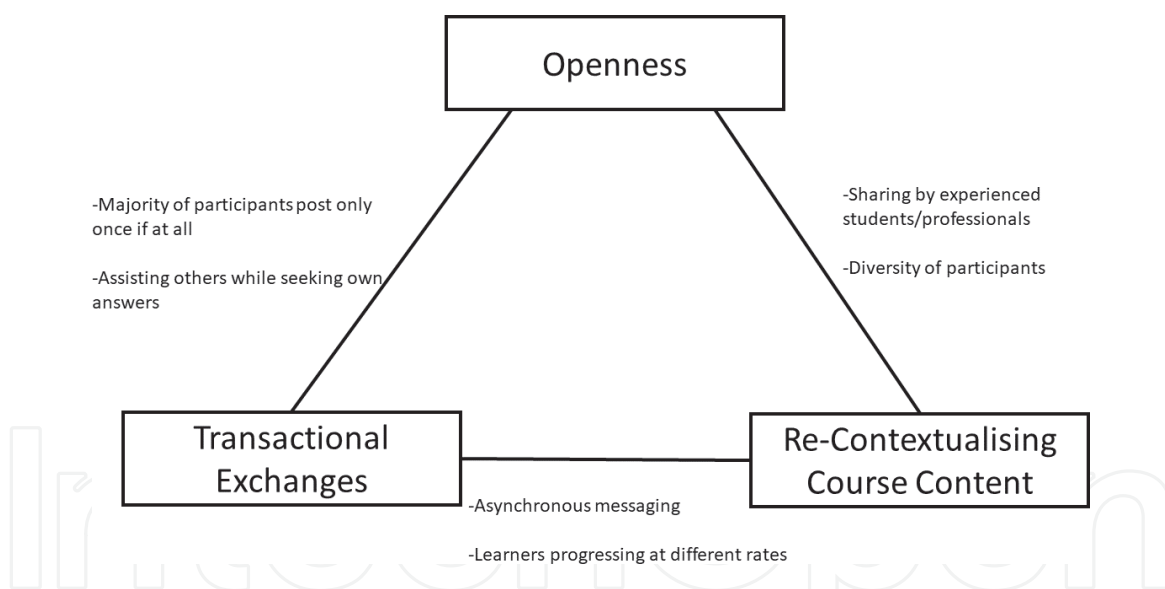 Openness
-Majority of participants post only
once if at all
-Assisting others while seeking own
answers
-Sharing by experienced
students/professionals
-Diversity of participants
Transactional
Exchanges
Re-Contextualising
Course Content
-Asynchronous messaging
-Learners progressing at different rates
IntechOpen